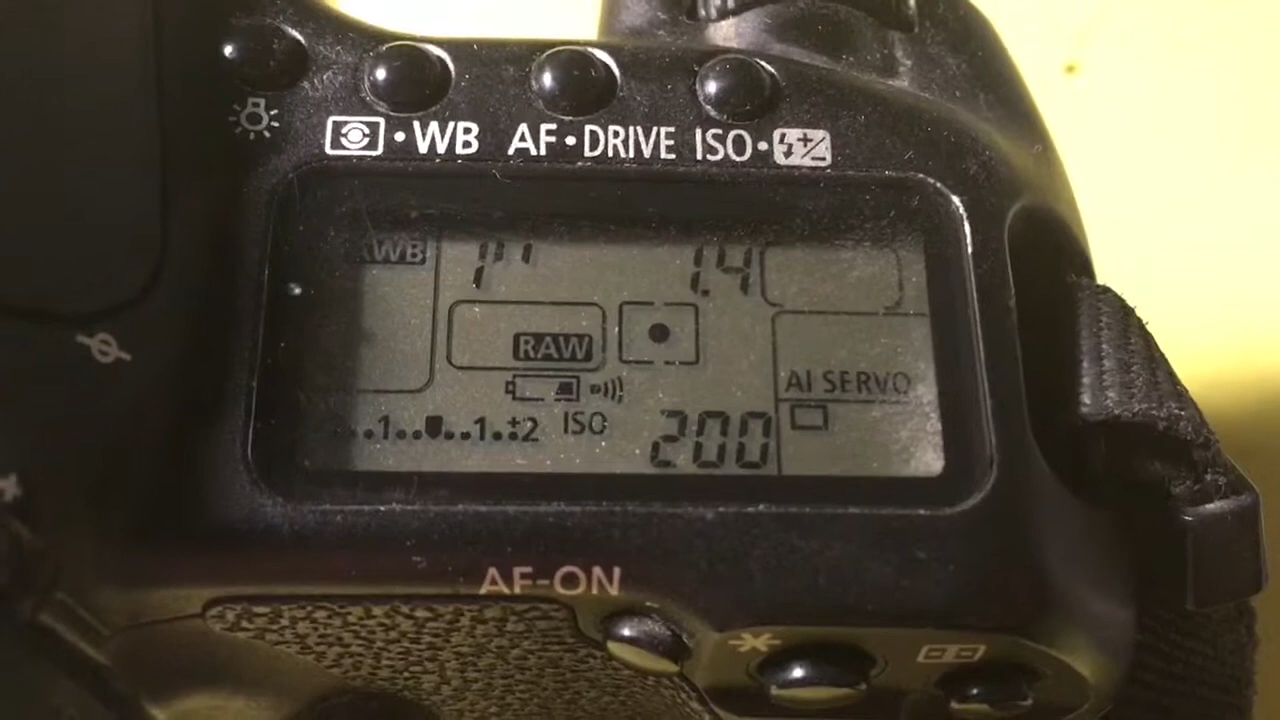 WB AF•DRIVE ISO•
AWB 1" 1.4
RAW
AI SERVO
..1..▮..1..+2 ISO 200
AF-ON